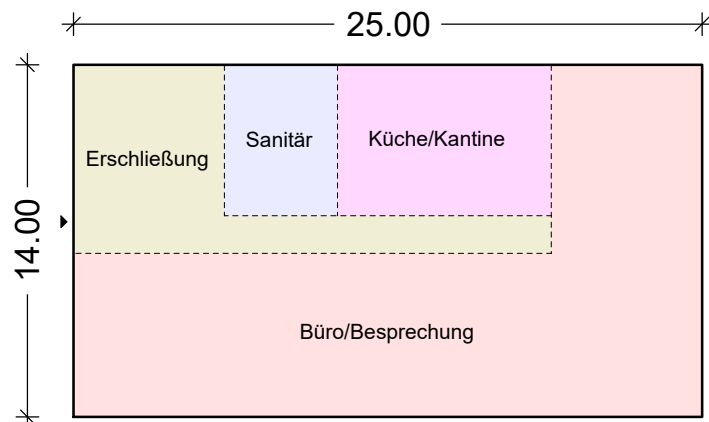 25.00
Sanitär
Küche/Kantine
Erschließung
14.00
Büro/Besprechung